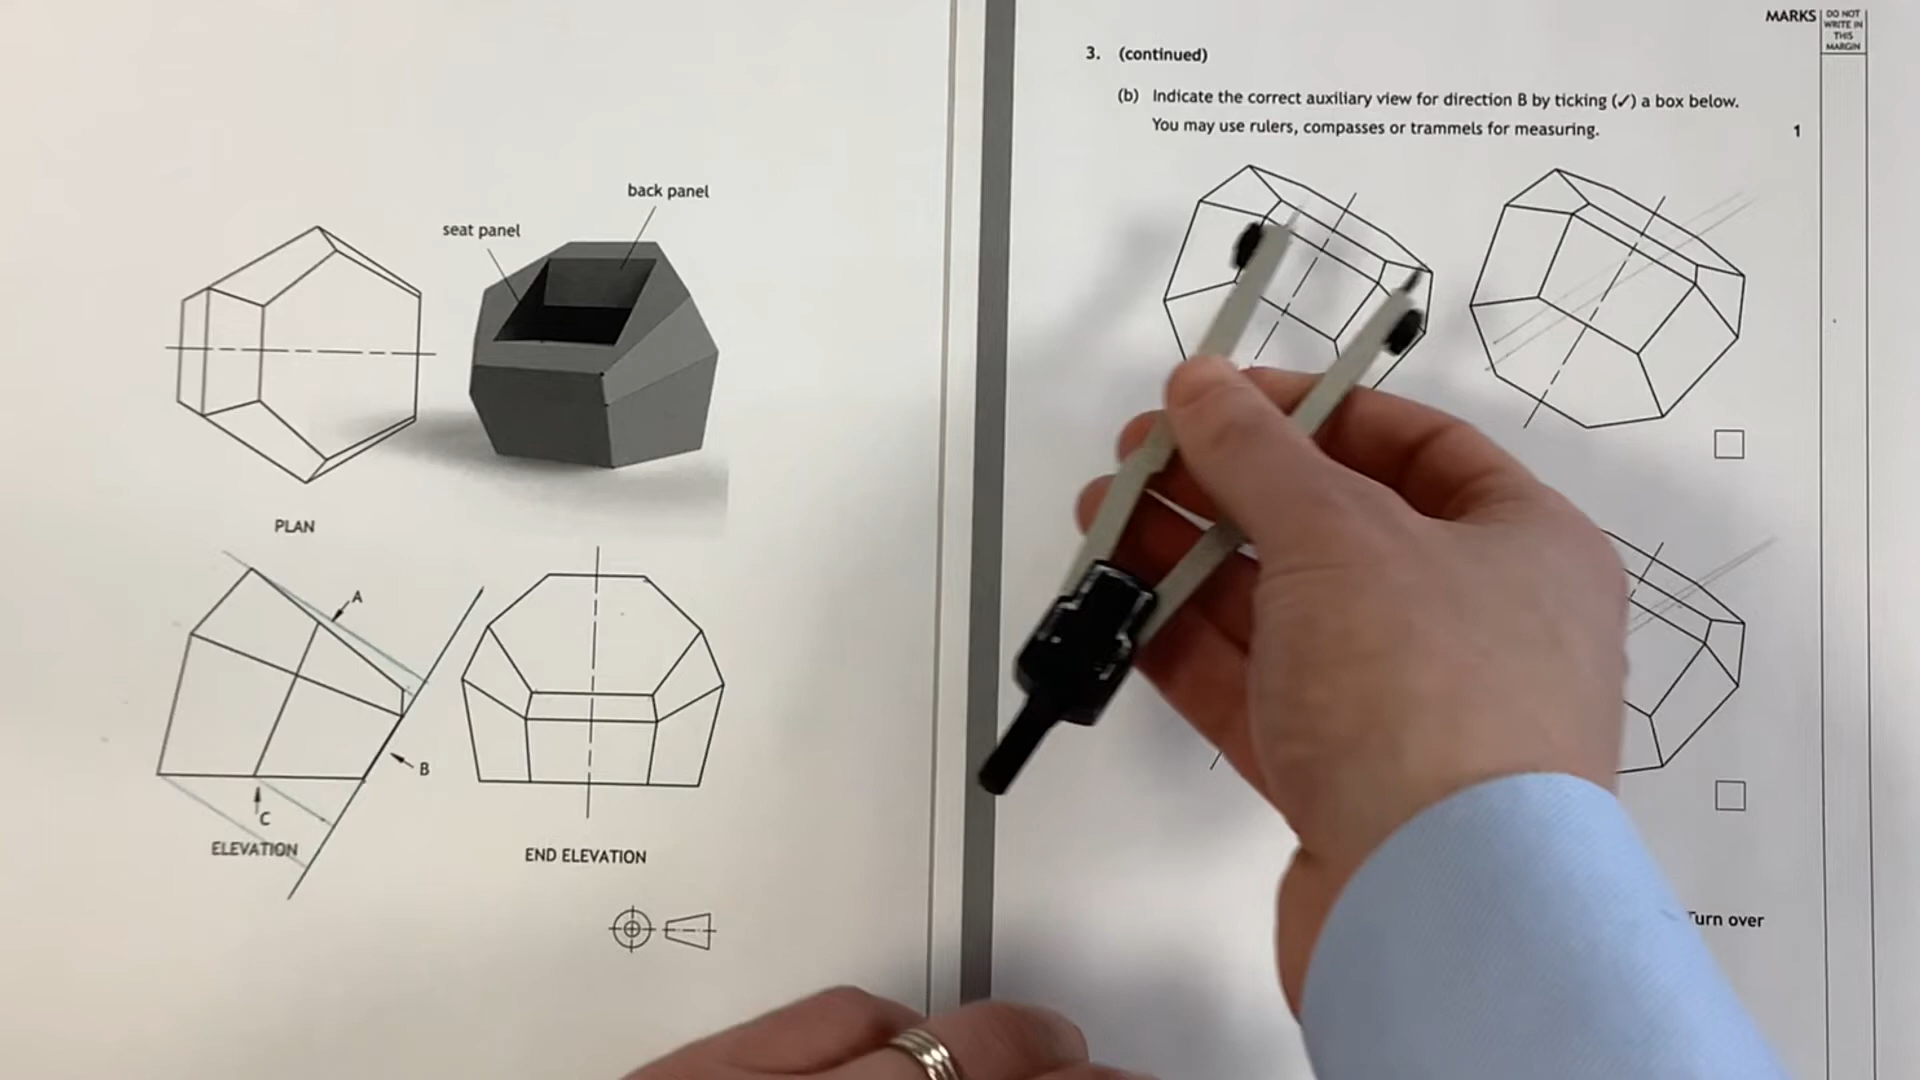 back panel
seat panel
PLAN
A
B
C
ELEVATION
END ELEVATION
MARKS
DO NOT
WRITE IN
THIS
MARGIN
3. (continued)
(b) Indicate the correct auxiliary view for direction B by ticking (✓) a box below.
You may use rulers, compasses or trammels for measuring.
1
Turn over